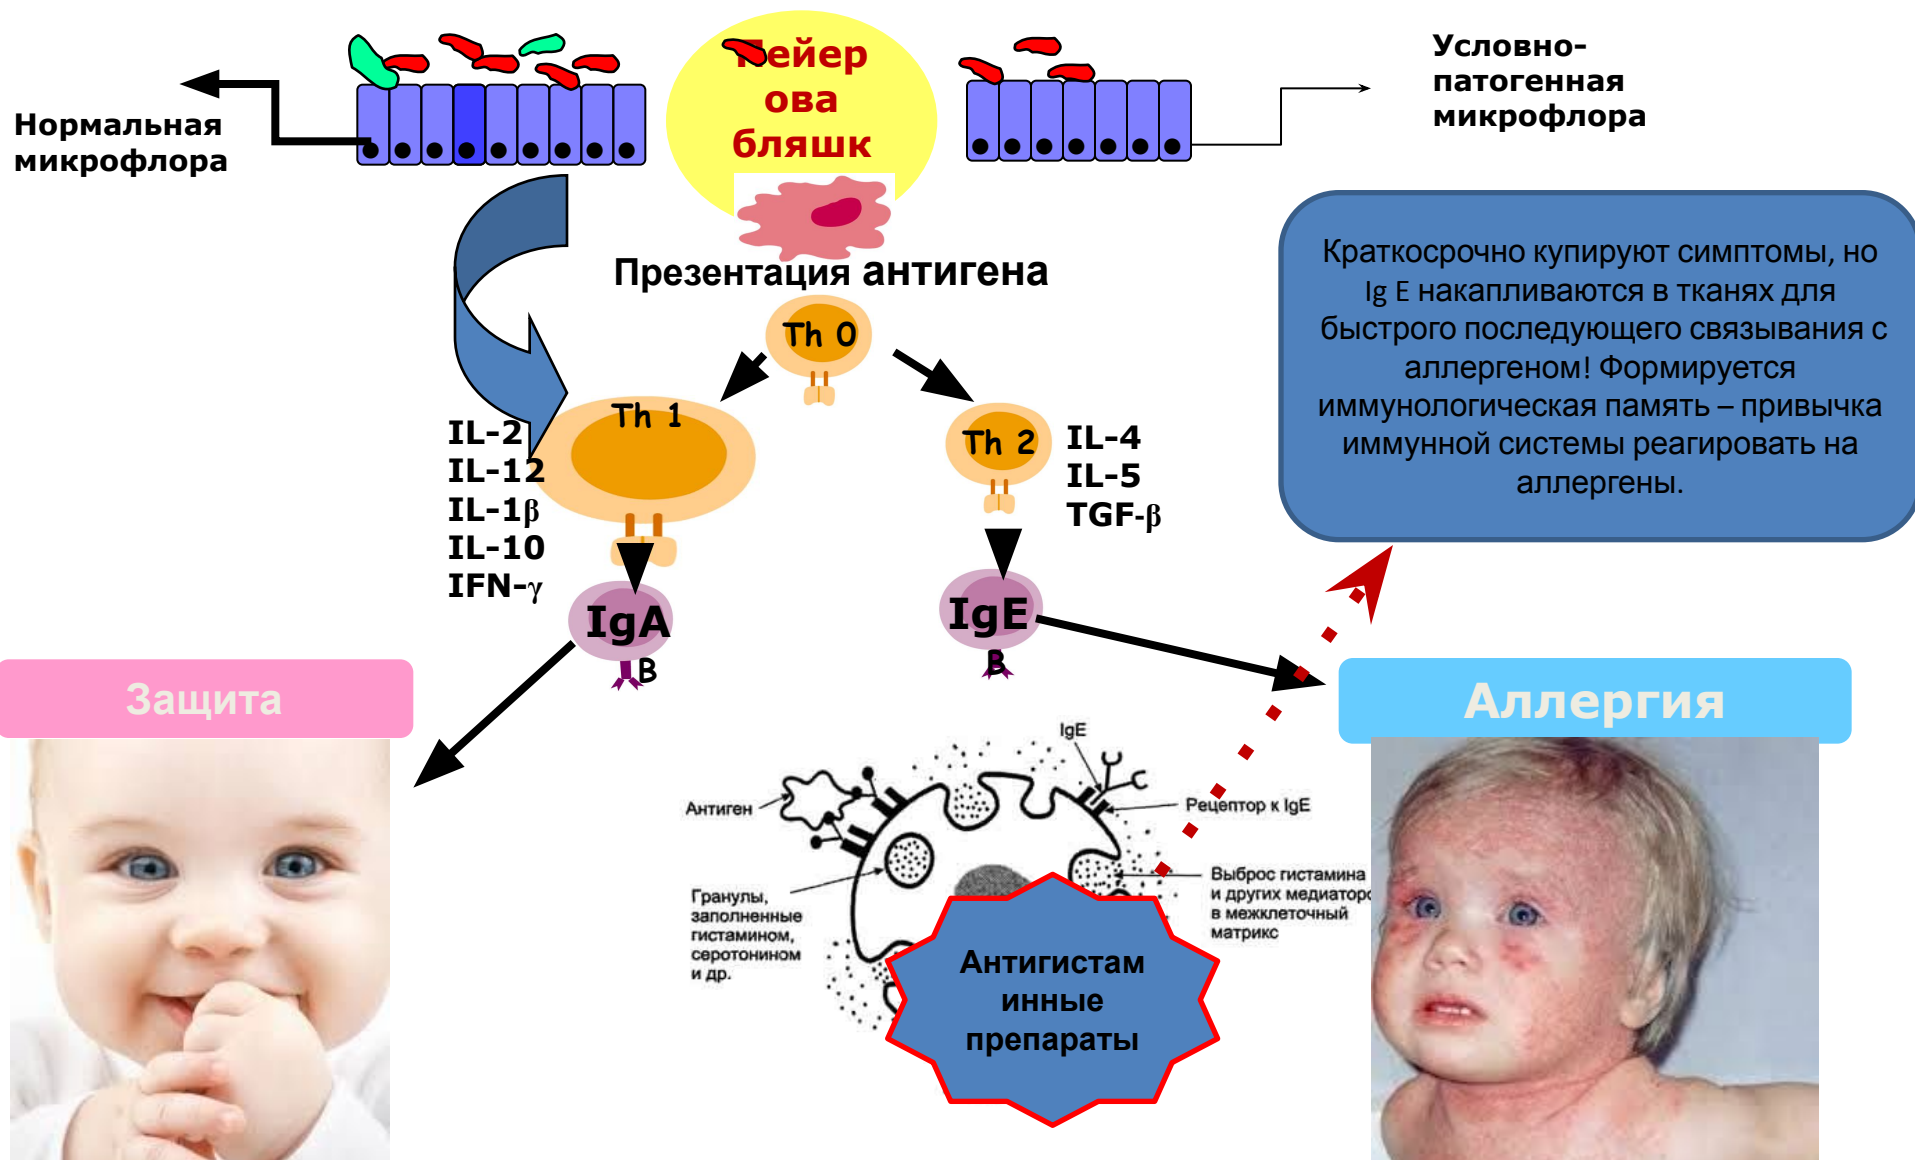 Нормальная
микрофлора
Пейер
ова
бляшк
Условно-
патогенная
микрофлора
Презентация антигена
Th 0
Th 1
IL-2
IL-12
IL-1β
IL-10
IFN-γ
Th 2
IL-4
IL-5
TGF-β
Краткосрочно купируют симптомы, но
Ig E накапливаются в тканях для
быстрого последующего связывания с
аллергеном! Формируется
иммунологическая память – привычка
иммунной системы реагировать на
аллергены.
IgA
B
IgE
B
Защита
Аллергия
IgE
Антиген
Рецептор к IgE
Гранулы,
заполненные
гистамином,
серотонином
и др.
Выброс гистамина
и других медиаторо
в межклеточный
матрикс
Антигистам
инные
препараты